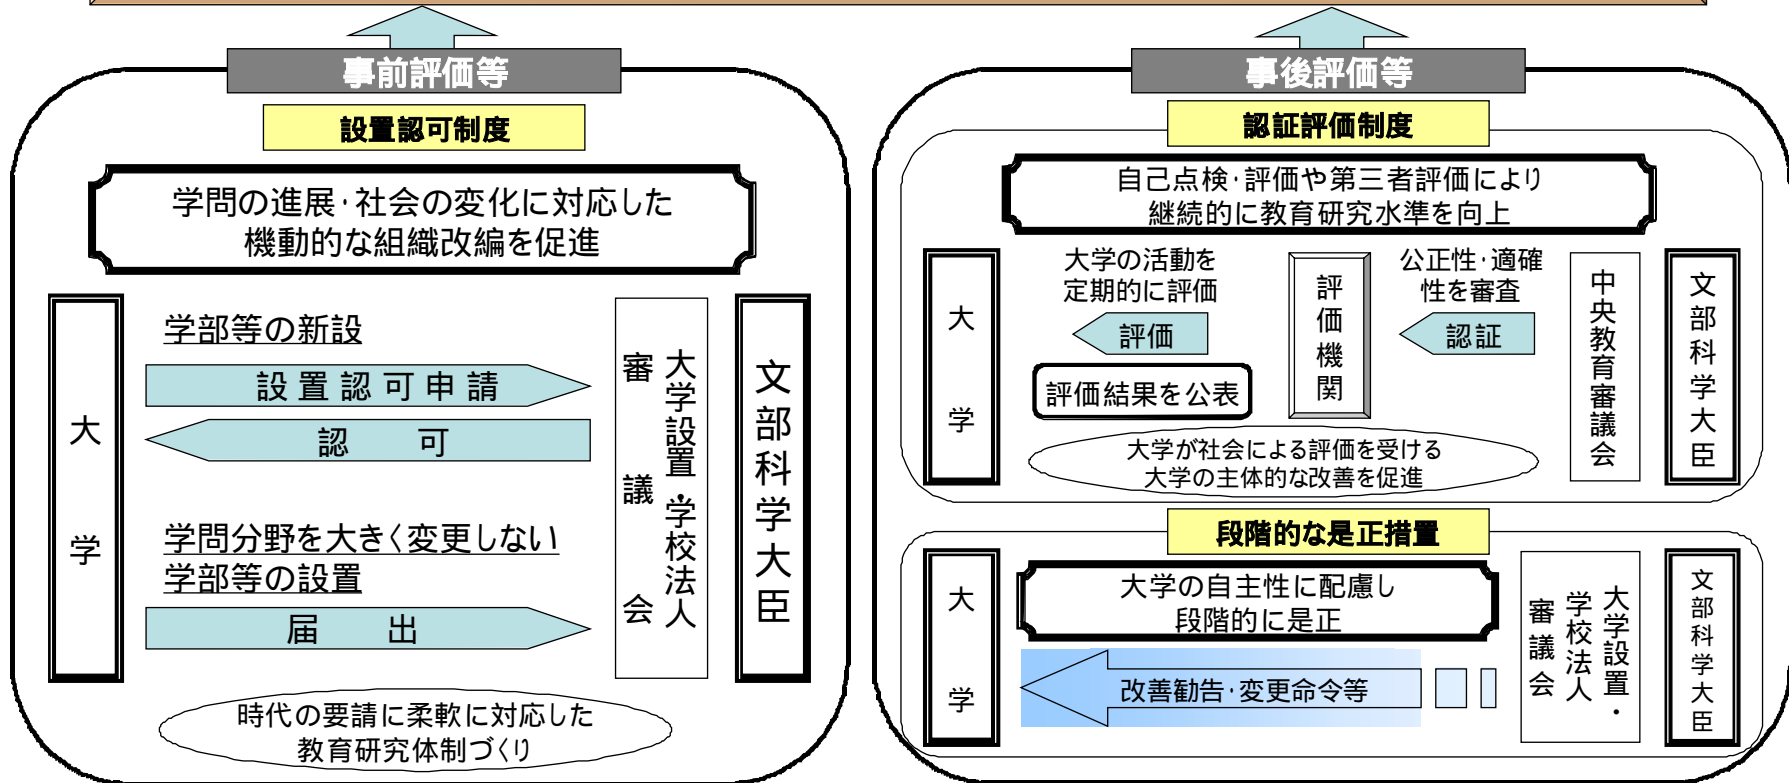 事前評価等
設置認可制度
学問の進展・社会の変化に対応した
機動的な組織改編を促進
大学
学部等の新設
設置認可申請
認可
学問分野を大きく変更しない
学部等の設置
届出
大学設置・学校法人
審議会
文部科学大臣
時代の要請に柔軟に対応した
教育研究体制づくり
事後評価等
認証評価制度
自己点検・評価や第三者評価により
継続的に教育研究水準を向上
大学
大学の活動を
定期的に評価
評価
評価結果を公表
評価機関
公正性・適確
性を審査
認証
中央教育審議会
文部科学大臣
大学が社会による評価を受ける
大学の主体的な改善を促進
段階的な是正措置
大学
大学の自主性に配慮し
段階的に是正
改善勧告・変更命令等
大学設置・
学校法人
審議会
文部科学大臣